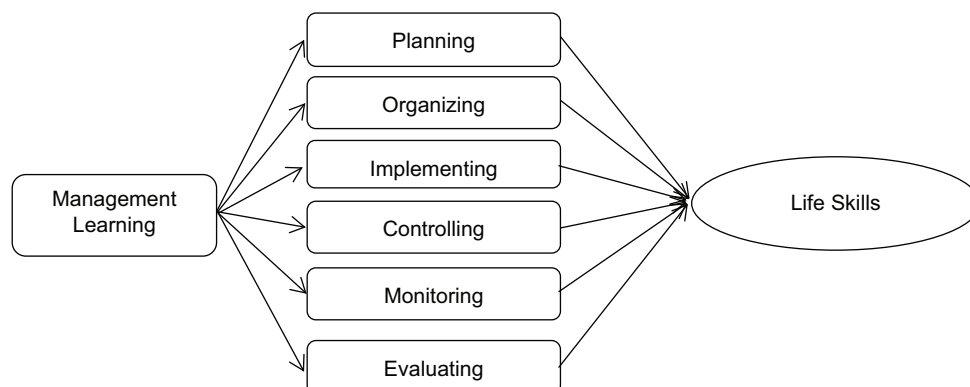 Planning
Organizing
Implementing
Management
Learning
Controlling
Monitoring
Evaluating
Life Skills